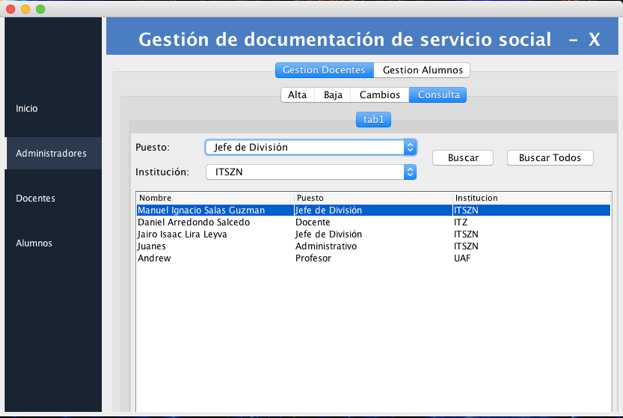 Gestión de documentación de servicio social - X
Gestion Docentes Gestion Alumnos
Alta Baja Cambios Consulta
tab1
Inicio
Administradores
Docentes
Alumnos
Puesto: Jefe de División
Institución: ITSZN
Buscar Buscar Todos
Nombre Puesto Institucion
Manuel Ignacio Salas Guzman Jefe de División ITSZN
Daniel Arredondo Salcedo Docente ITZ
Jairo Isaac Lira Leyva Jefe de División ITSZN
Juanes Administrativo ITSZN
Andrew Profesor UAF